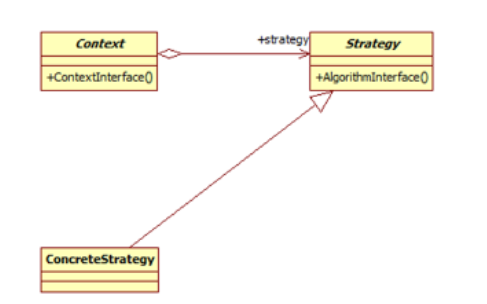 Context
+ContextInterface()
+strategy
Strategy
+AlgorithmInterface()
ConcreteStrategy